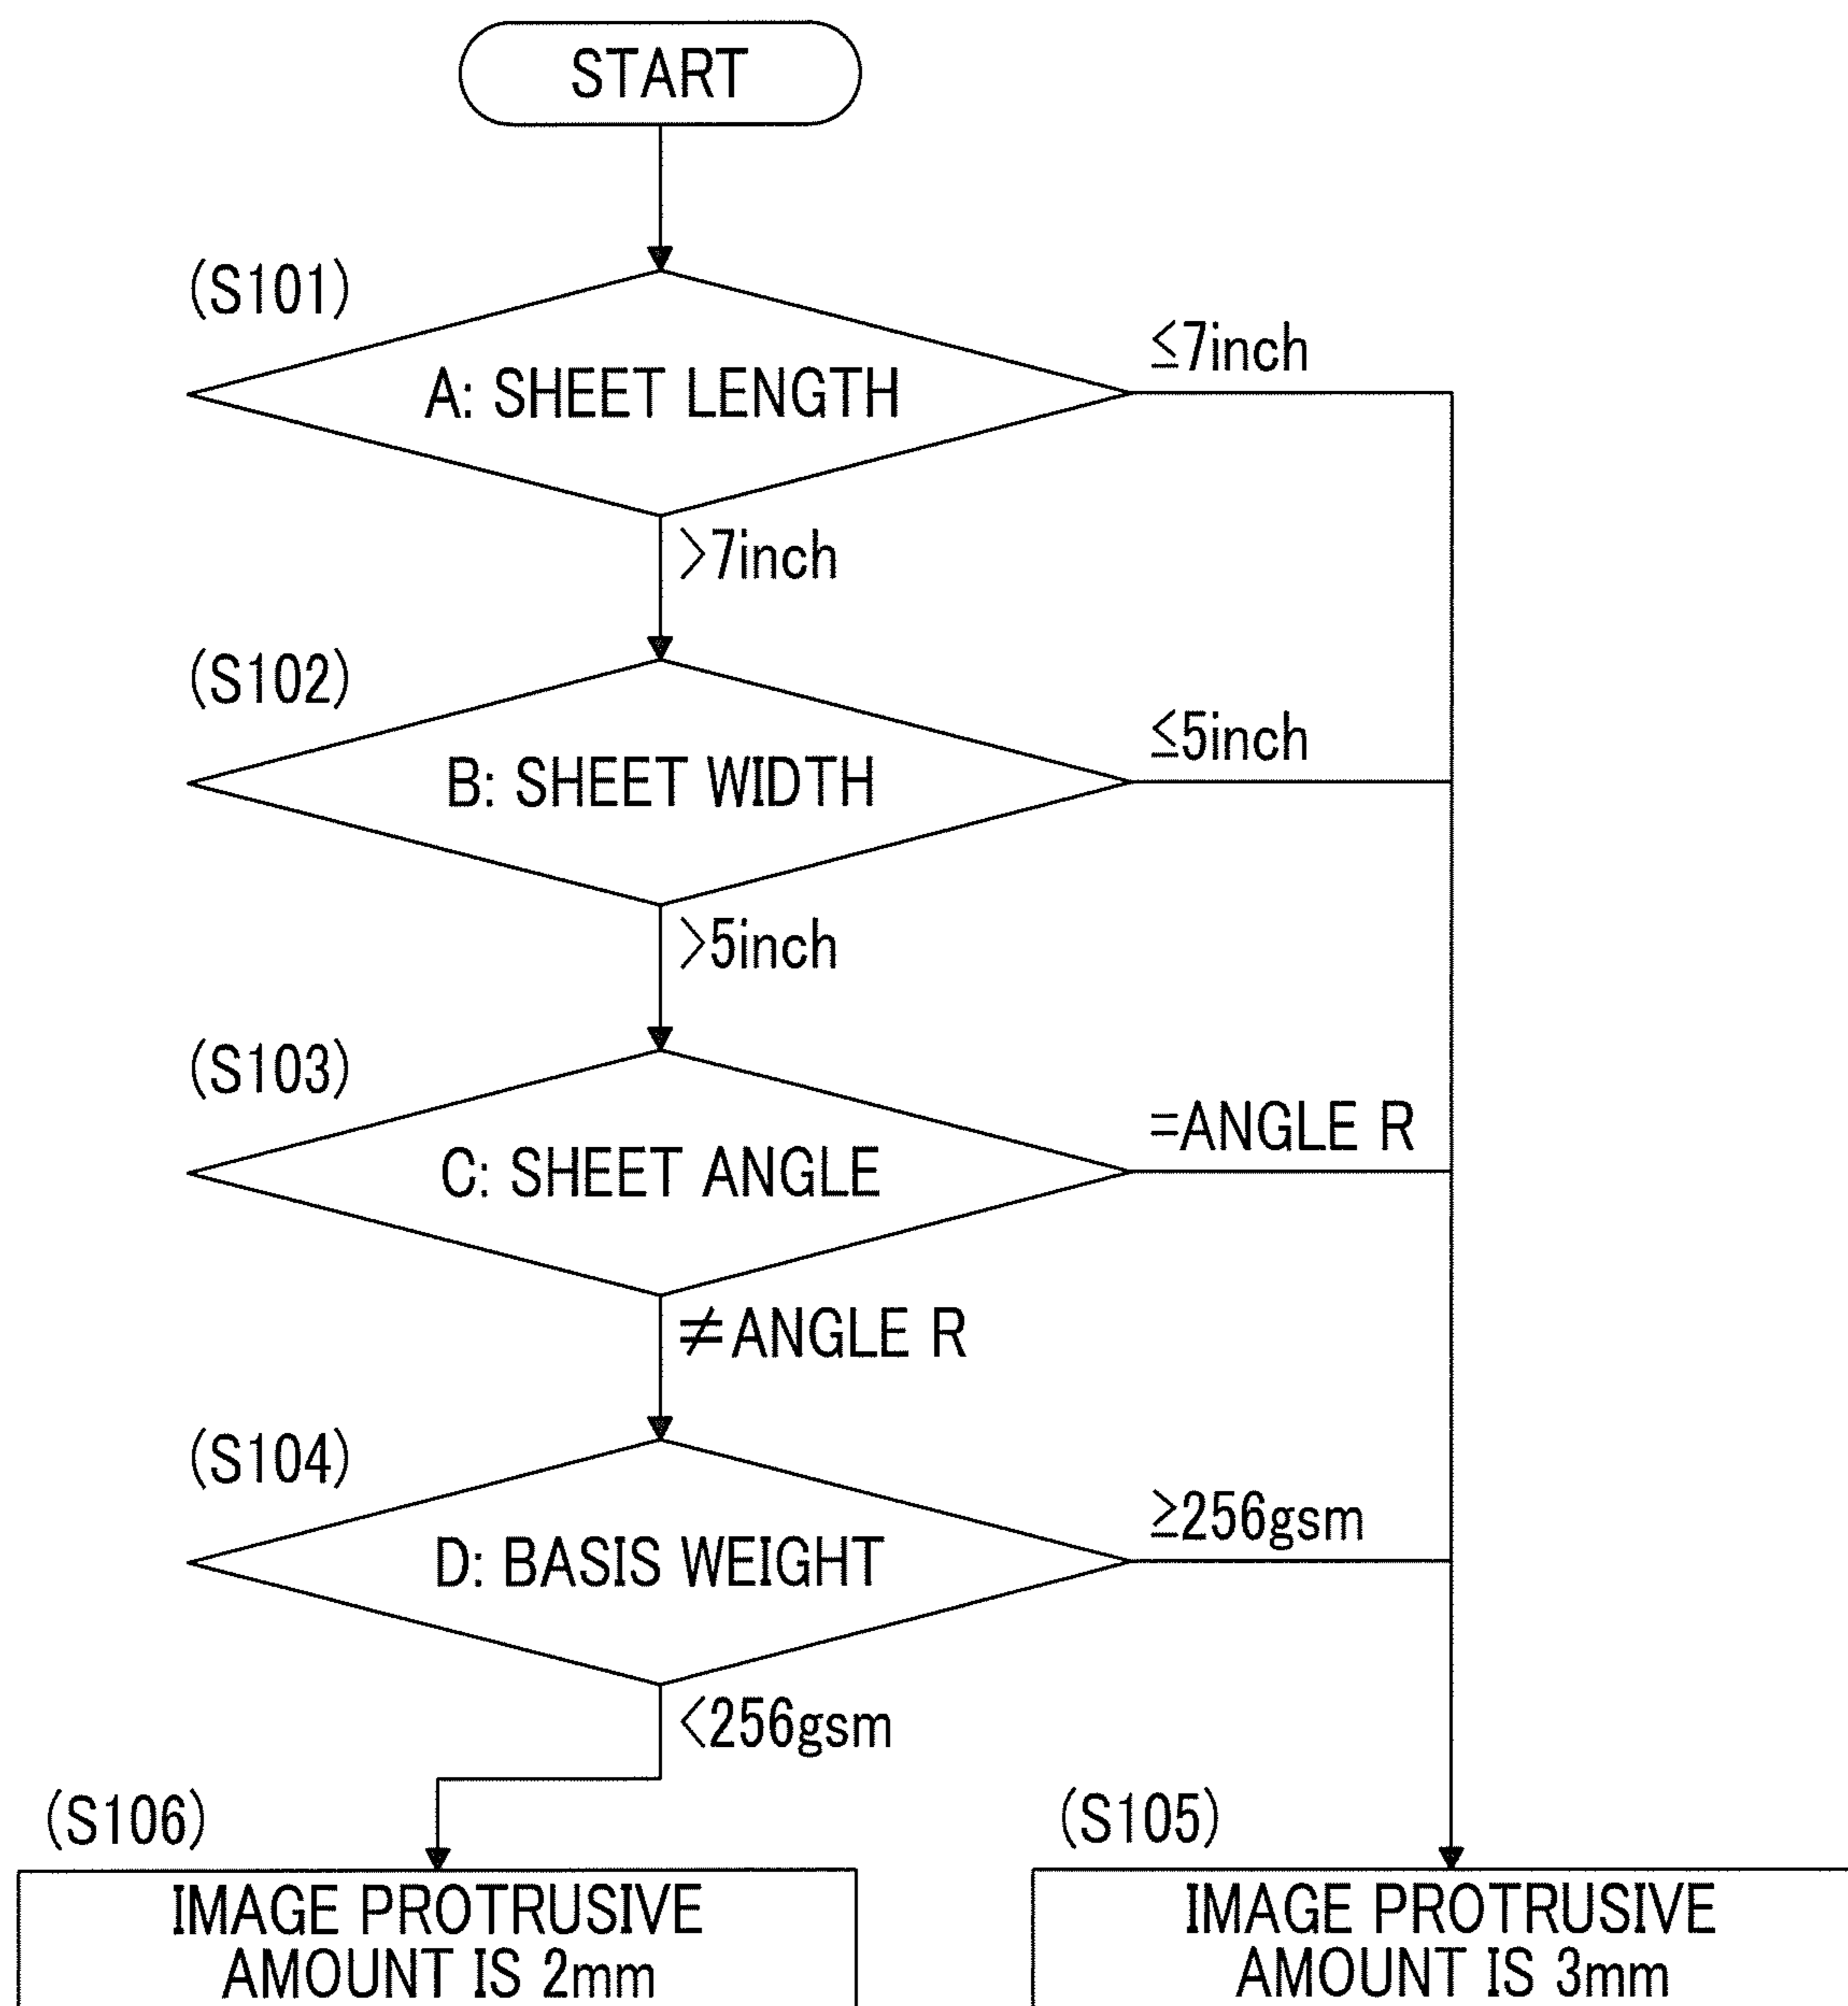 START
(S101)
A: SHEET LENGTH
≤7inch
>7inch
(S102)
B: SHEET WIDTH
≤5inch
>5inch
(S103)
C: SHEET ANGLE
=ANGLE R
≠ANGLE R
(S104)
D: BASIS WEIGHT
≥256gsm
<256gsm
(S106)
IMAGE PROTRUSIVE
AMOUNT IS 2mm
(S105)
IMAGE PROTRUSIVE
AMOUNT IS 3mm